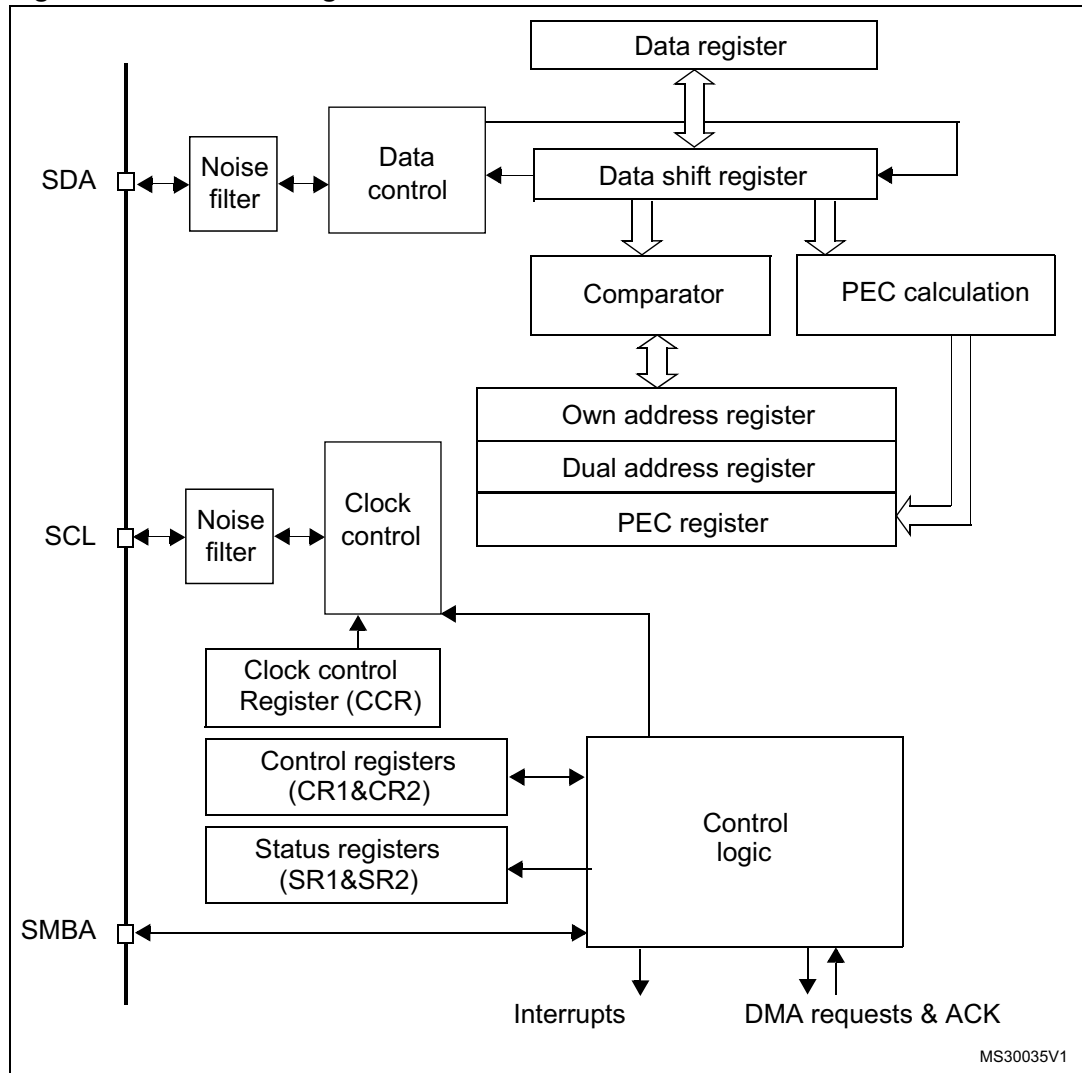 Data register
SDA
Noise
filter
Data
control
Data shift register
Comparator
PEC calculation
Own address register
Dual address register
PEC register
SCL
Noise
filter
Clock
control
Clock control
Register (CCR)
Control registers
(CR1&CR2)
Status registers
(SR1&SR2)
Control
logic
SMBA
Interrupts
DMA requests & ACK
MS30035V1